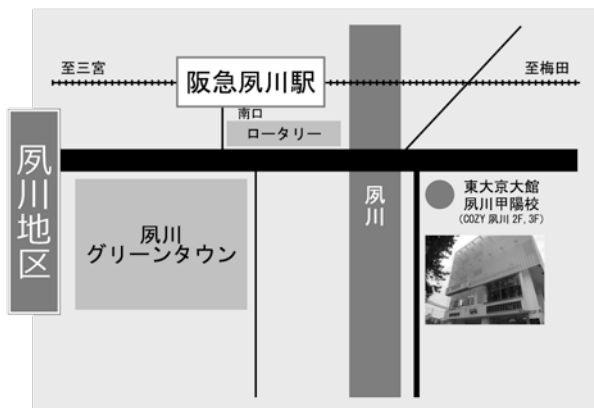 至三宮
阪急夙川駅
至梅田
南口
ロータリー
夙川地区
夙川
グリーンタウン
夙川
東大京大館
夙川甲陽校
(COZY 夙川 2F, 3F)